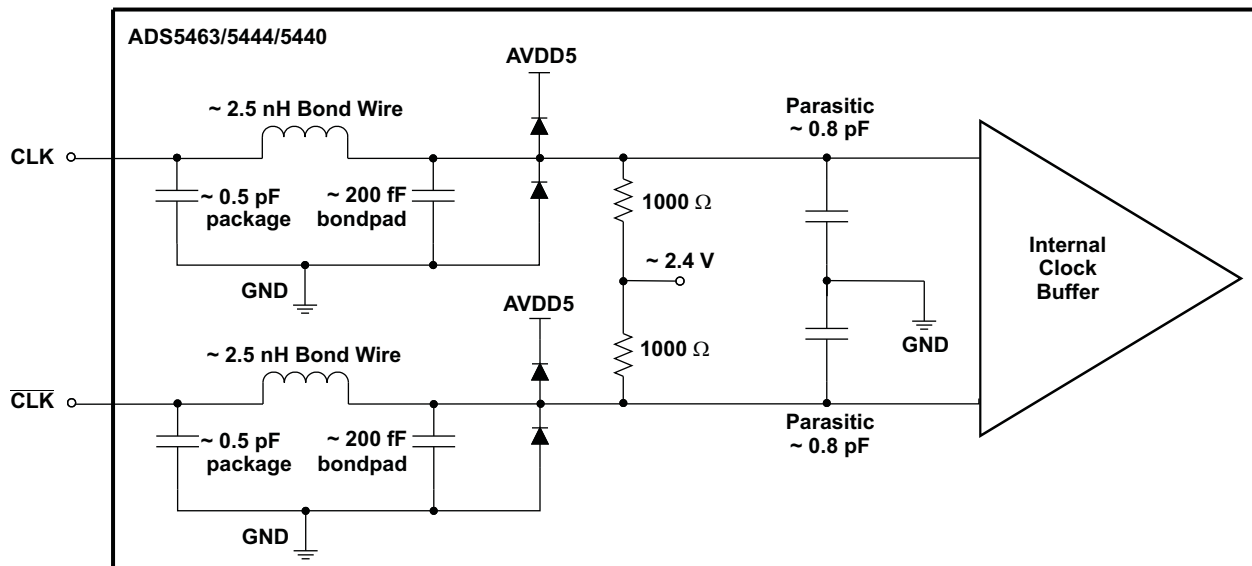 ADS5463/5444/5440
AVDD5
~ 2.5 nH Bond Wire
Parasitic
~ 0.8 pF
CLK
~ 0.5 pF
package
~ 200 fF
bondpad
1000 Ω
Internal
Clock
Buffer
~ 2.4 V
GND
AVDD5
GND
~ 2.5 nH Bond Wire
1000 Ω
C̅L̅K̅
Parasitic
~ 0.8 pF
~ 0.5 pF
package
~ 200 fF
bondpad
GND